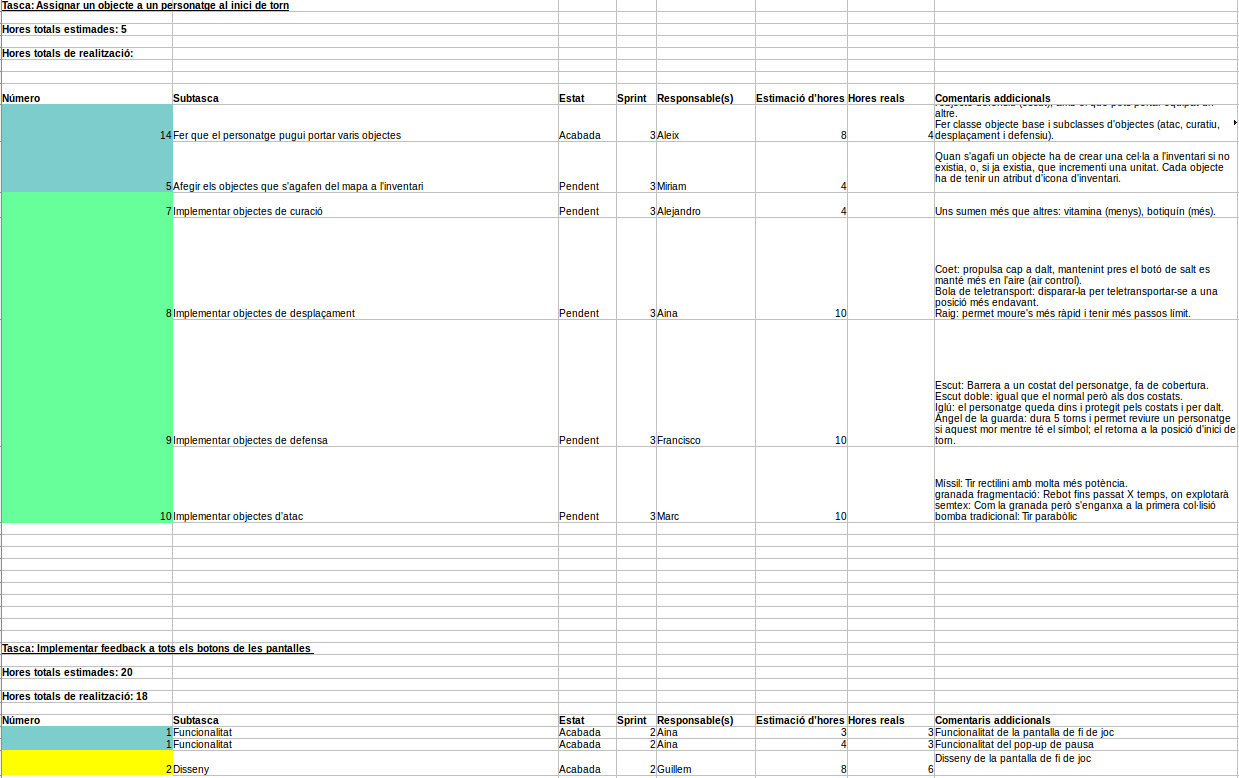 Tasca: Assignar un objecte a un personatge al inici de torn
Hores totals estimades: 5
Hores totals de realització:
Número Subtasca Estat Sprint Responsable(s) Estimació d'hores Hores reals Comentaris addicionals
altre.
Fer classe objecte base i subclasses d'objectes (atac, curatiu,
14 Fer que el personatge pugui portar varis objectes Acabada 3 Aleix 8 4 desplaçament i defensiu).
Quan s'agafi un objecte ha de crear una cel·la a l'inventari si no
existia, o, si ja existia, que incrementi una unitat. Cada objecte
ha de tenir un atribut d'icona d'inventari.
5 Afegir els objectes que s'agafen del mapa a l'inventari Pendent 3 Miriam 4
7 Implementar objectes de curació Pendent 3 Alejandro 4 Uns sumen més que altres: vitamina (menys), botiquín (més).
Coet: propulsa cap a dalt, mantenint pres el botó de salt es
manté més en l'aire (air control).
Bola de teletransport: disparar-la per teletransportar-se a una
posició més endavant.
8 Implementar objectes de desplaçament Pendent 3 Aina 10 Raig: permet moure's més ràpid i tenir més passos límit.
Escut: Barrera a un costat del personatge, fa de cobertura.
Escut doble: igual que el normal però als dos costats.
Iglú: el personatge queda dins i protegit pels costats i per dalt.
Àngel de la guarda: dura 5 torns i permet reviure un personatge
si aquest mor mentre té el símbol; el retorna a la posició d'inici de
9 Implementar objectes de defensa Pendent 3 Francisco 10 torn.
Míssil: Tir rectilini amb molta més potència.
granada fragmentació: Rebot fins passat X temps, on explotarà
semtex: Com la granada però s'enganxa a la primera col·lisió
10 Implementar objectes d'atac Pendent 3 Marc 10 bomba tradicional: Tir parabòlic
Tasca: Implementar feedback a tots els botons de les pantalles
Hores totals estimades: 20
Hores totals de realització: 18
Número Subtasca Estat Sprint Responsable(s) Estimació d'hores Hores reals Comentaris addicionals
1 Funcionalitat Acabada 2 Aina 3 3 Funcionalitat de la pantalla de fi de joc
1 Funcionalitat Acabada 2 Aina 4 3 Funcionalitat del pop-up de pausa
Disseny de la pantalla de fi de joc
2 Disseny Acabada 2 Guillem 8 6